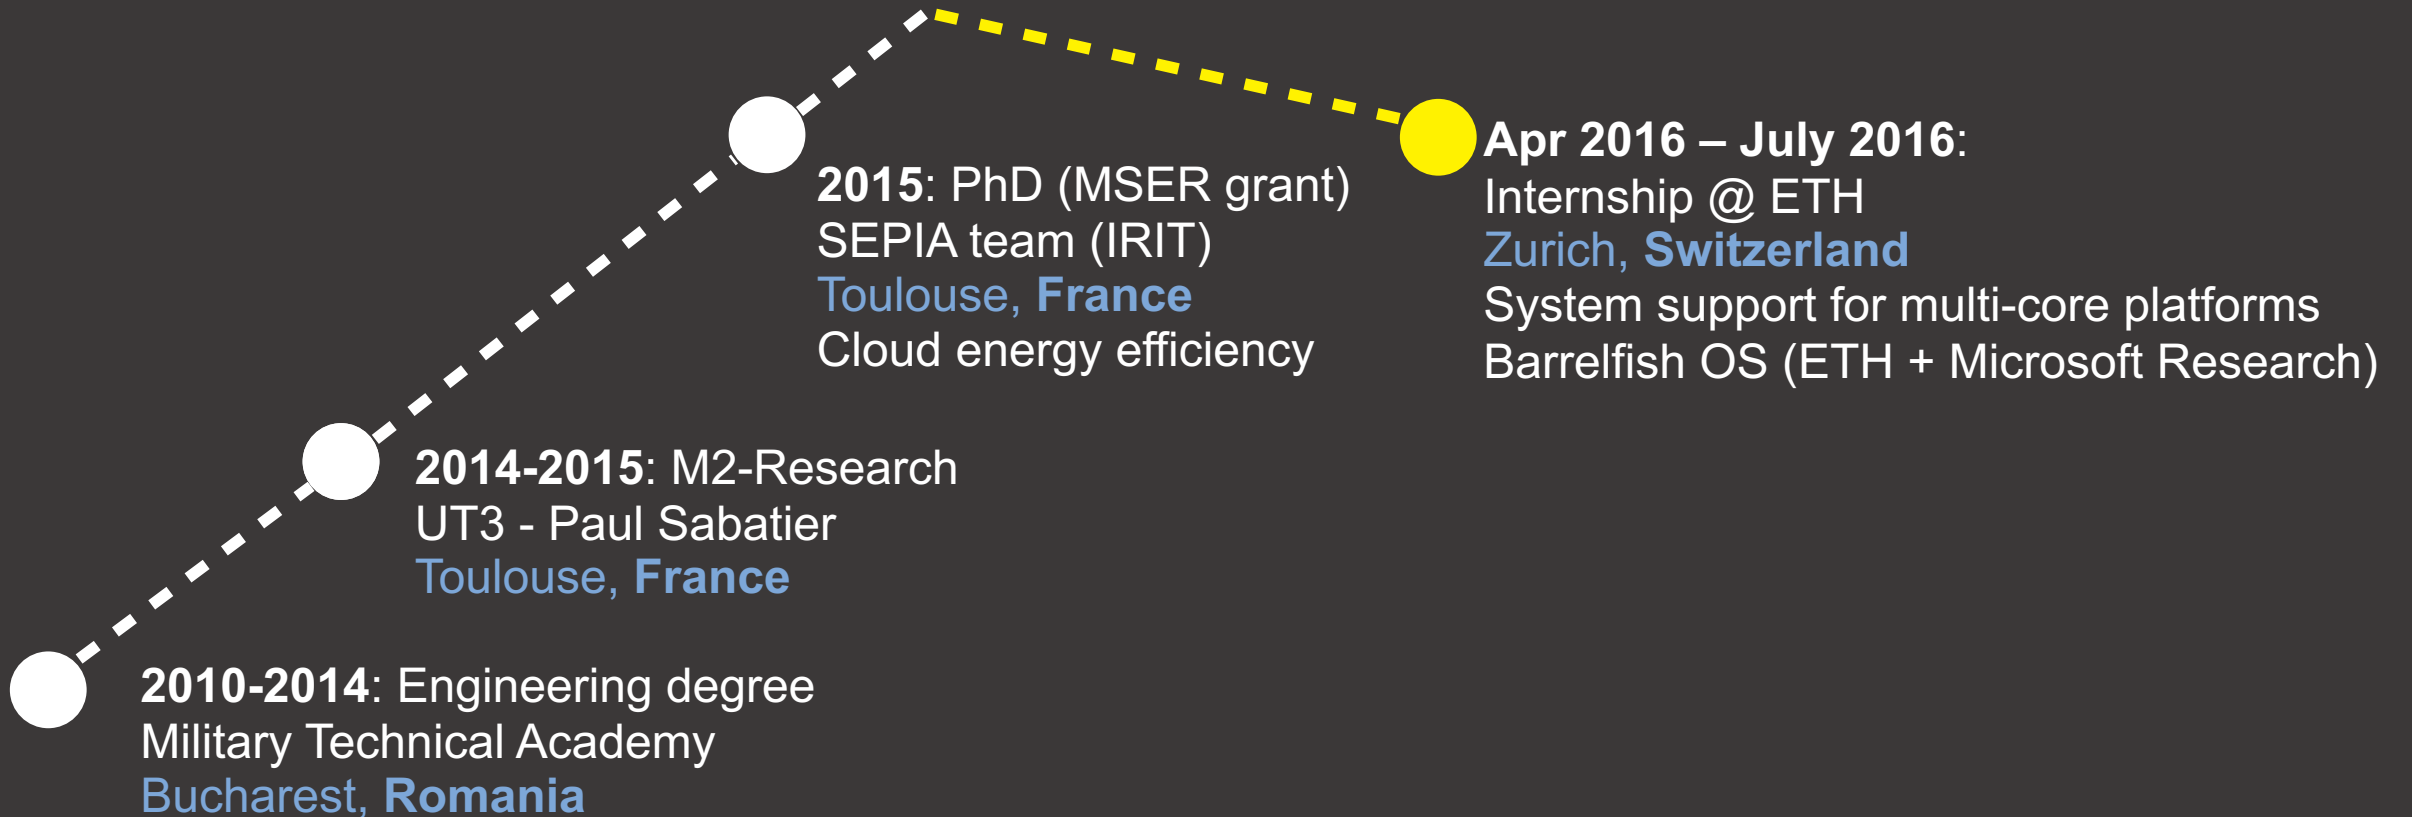 2015: PhD (MSER grant)
SEPIA team (IRIT)
Toulouse, France
Cloud energy efficiency
Apr 2016 – July 2016:
Internship @ ETH
Zurich, Switzerland
System support for multi-core platforms
Barrelfish OS (ETH + Microsoft Research)
2014-2015: M2-Research
UT3 - Paul Sabatier
Toulouse, France
2010-2014: Engineering degree
Military Technical Academy
Bucharest, Romania